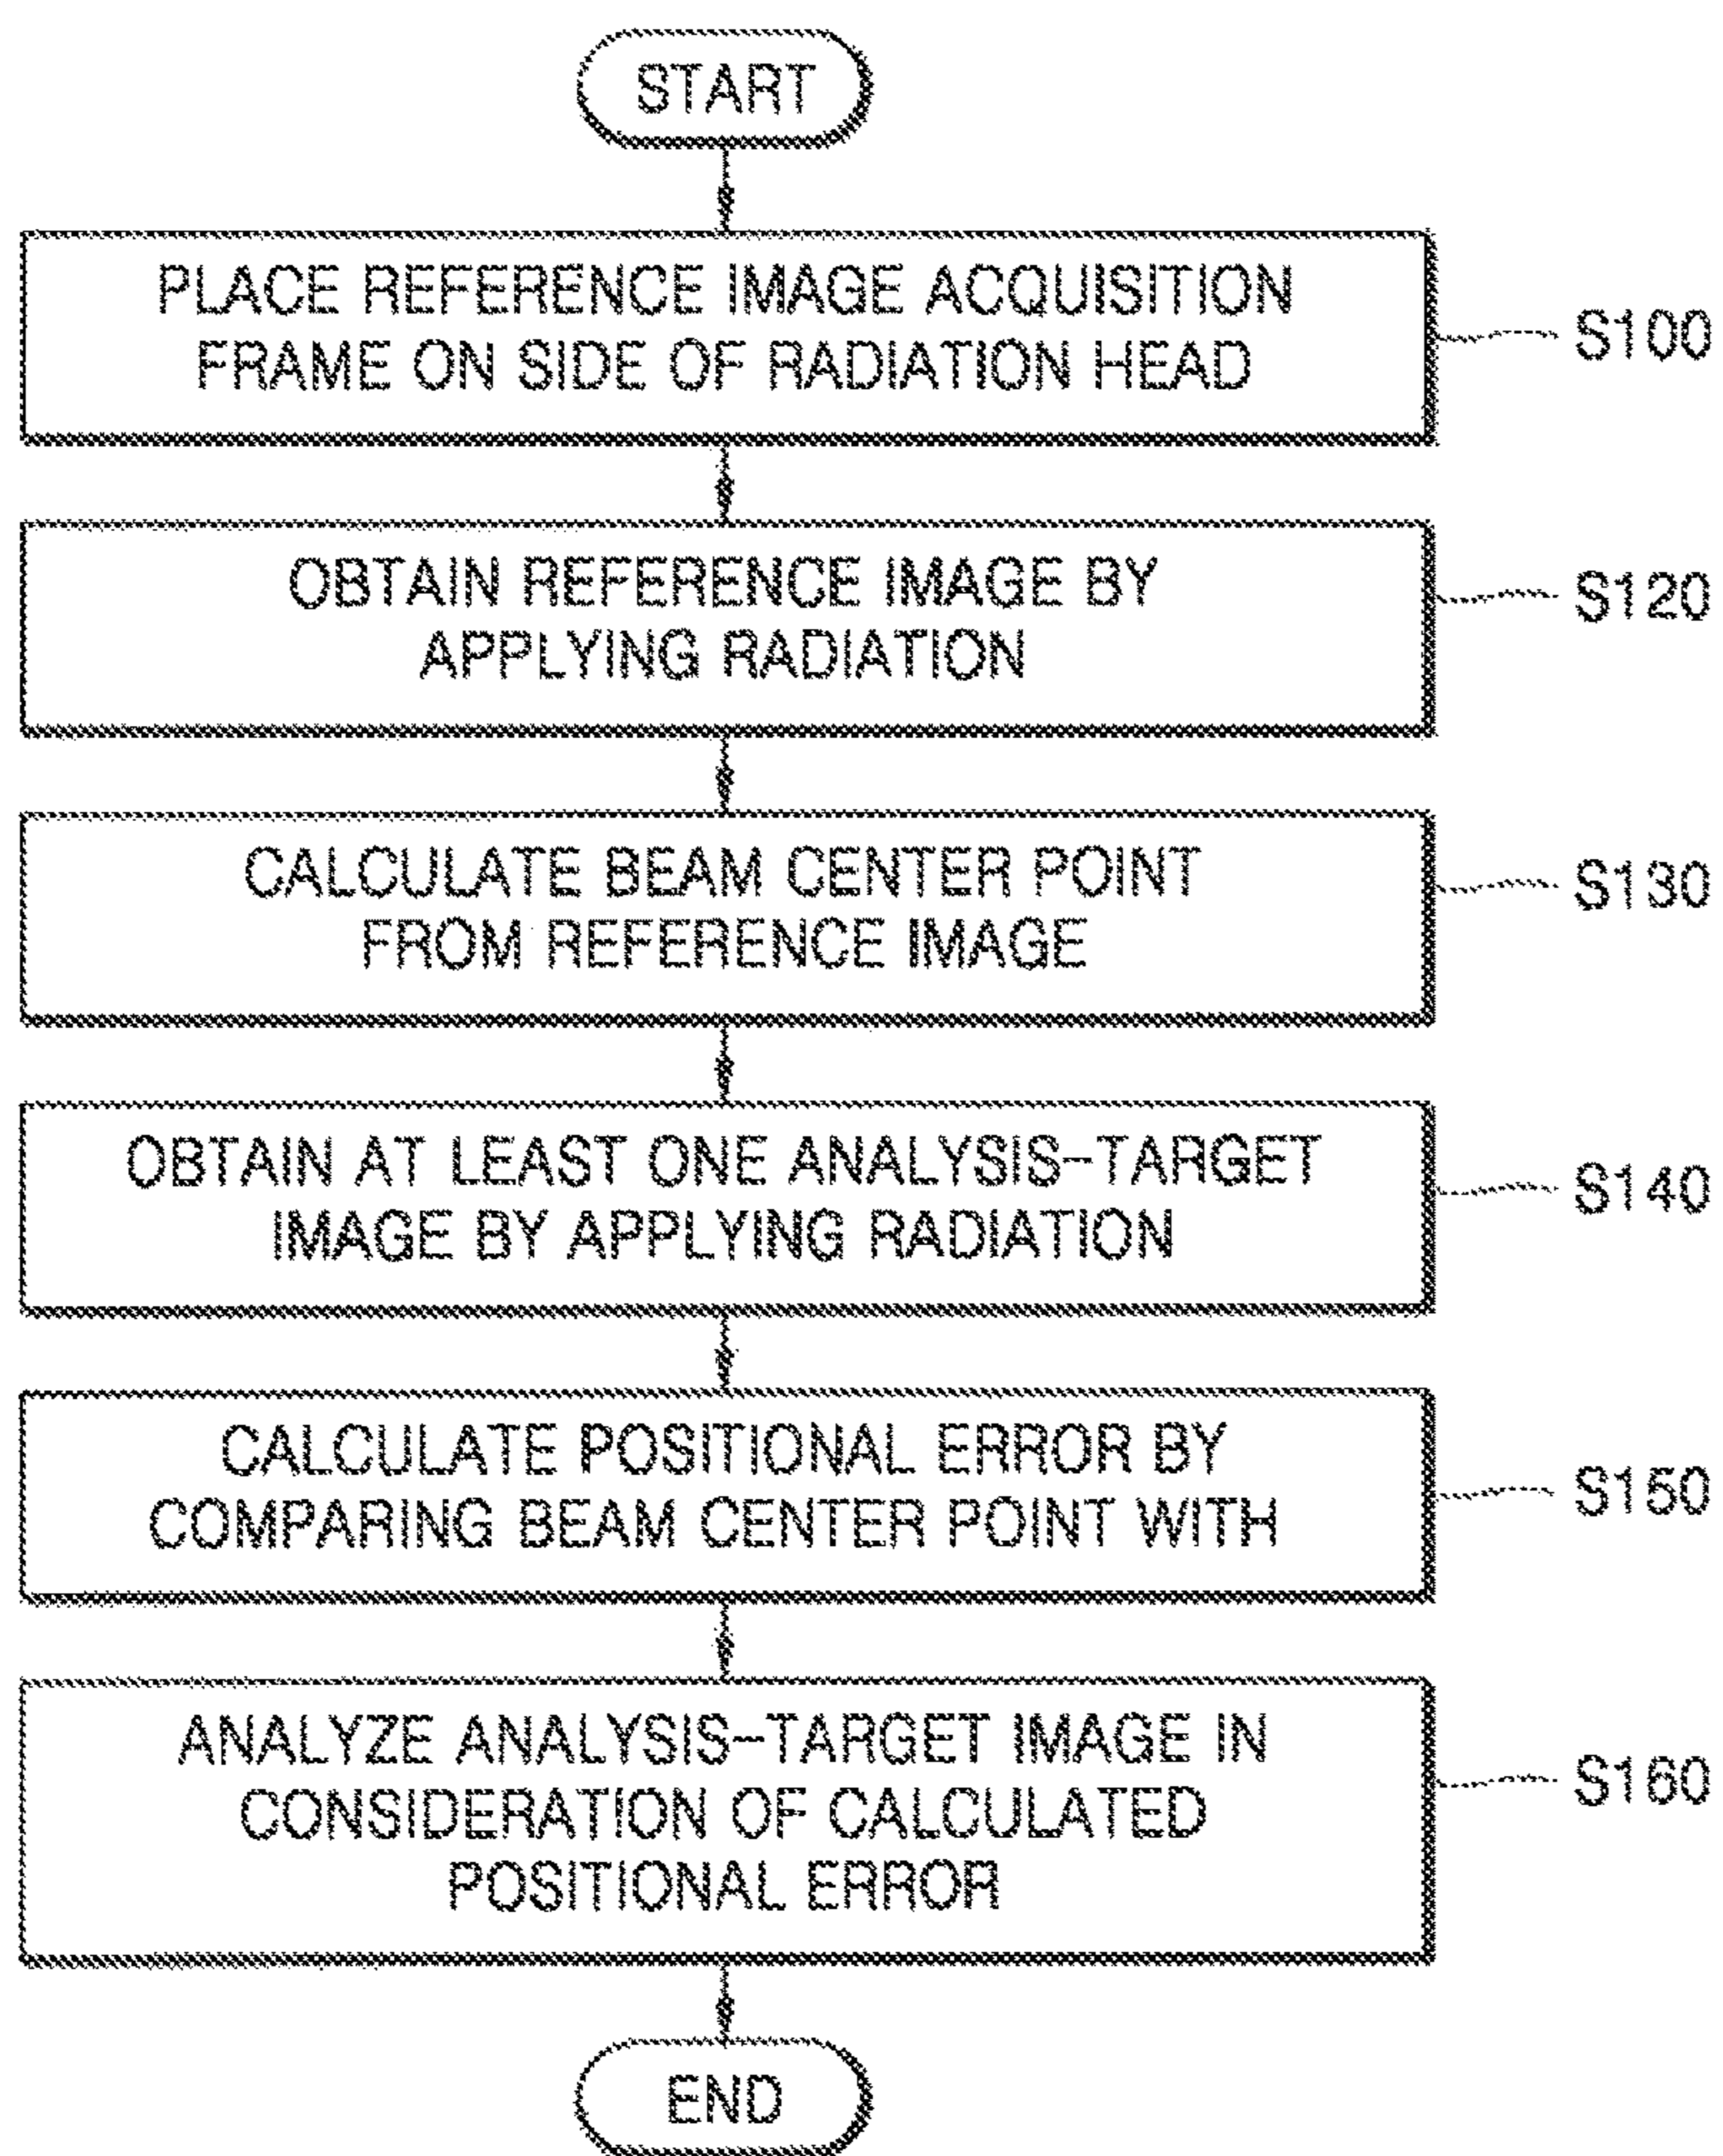 START
PLACE REFERENCE IMAGE ACQUISITION
FRAME ON SIDE OF RADIATION HEAD
S100
OBTAIN REFERENCE IMAGE BY
APPLYING RADIATION
S120
CALCULATE BEAM CENTER POINT
FROM REFERENCE IMAGE
S130
OBTAIN AT LEAST ONE ANALYSIS-TARGET
IMAGE BY APPLYING RADIATION
S140
CALCULATE POSITIONAL ERROR BY
COMPARING BEAM CENTER POINT WITH
S150
ANALYZE ANALYSIS-TARGET IMAGE IN
CONSIDERATION OF CALCULATED
POSITIONAL ERROR
S160
END